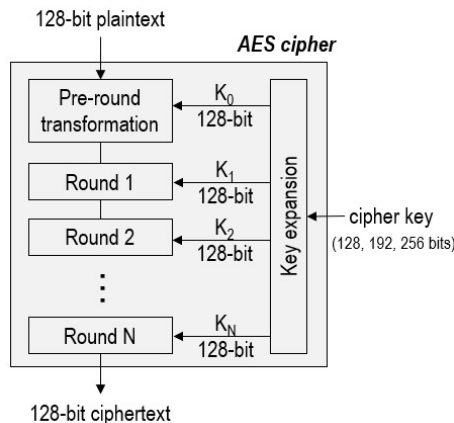 128-bit plaintext
AES cipher
Pre-round
transformation
K0
128-bit
Round 1
K1
128-bit
Round 2
K2
128-bit
Key expansion
cipher key
(128, 192, 256 bits)
Round N
KN
128-bit
128-bit ciphertext